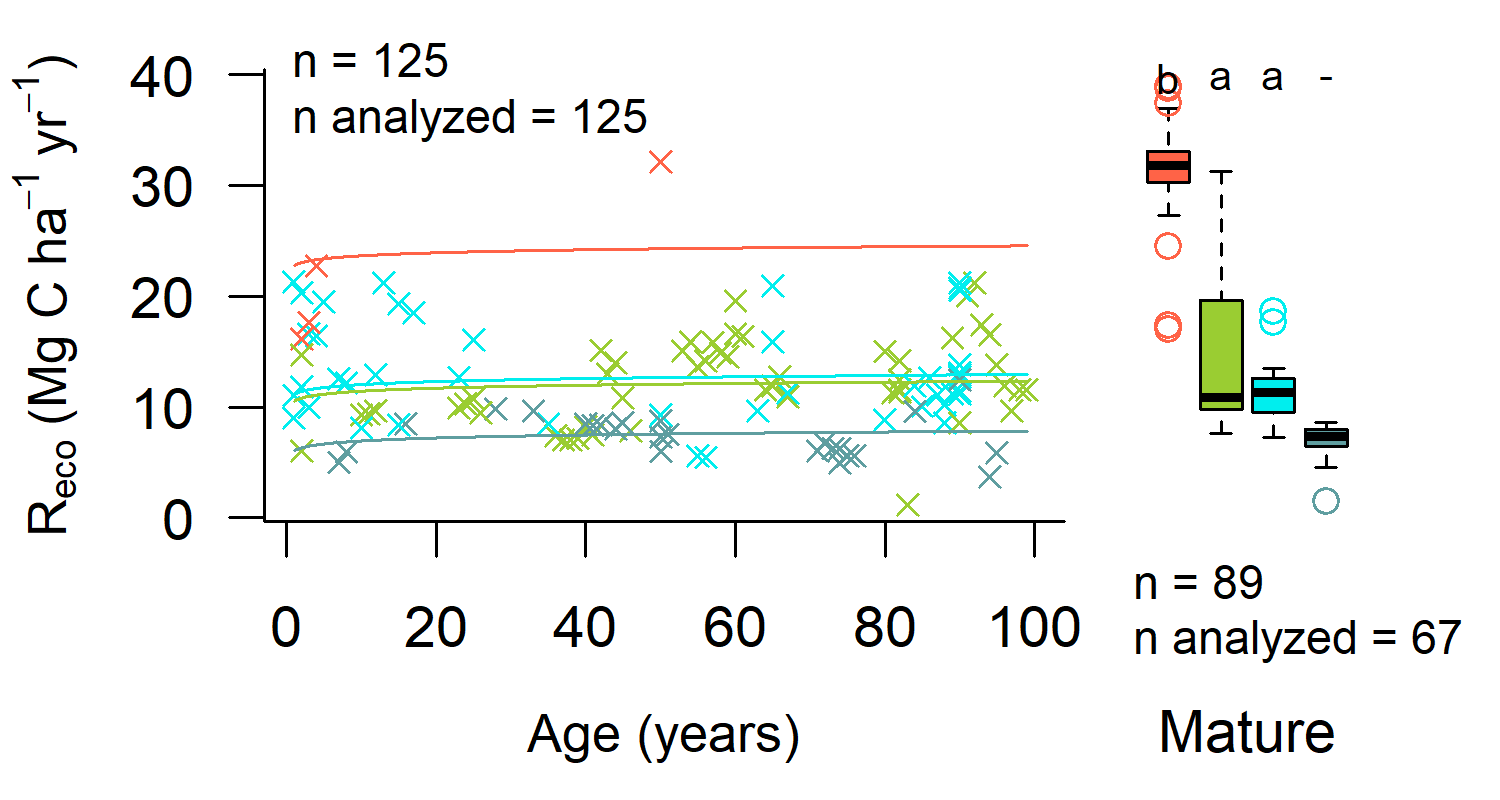 n = 125
n analyzed = 125
b a a -
40
30
20
10
0
R_eco (Mg C ha⁻¹ yr⁻¹)
0 20 40 60 80 100
Age (years)
n = 89
n analyzed = 67
Mature